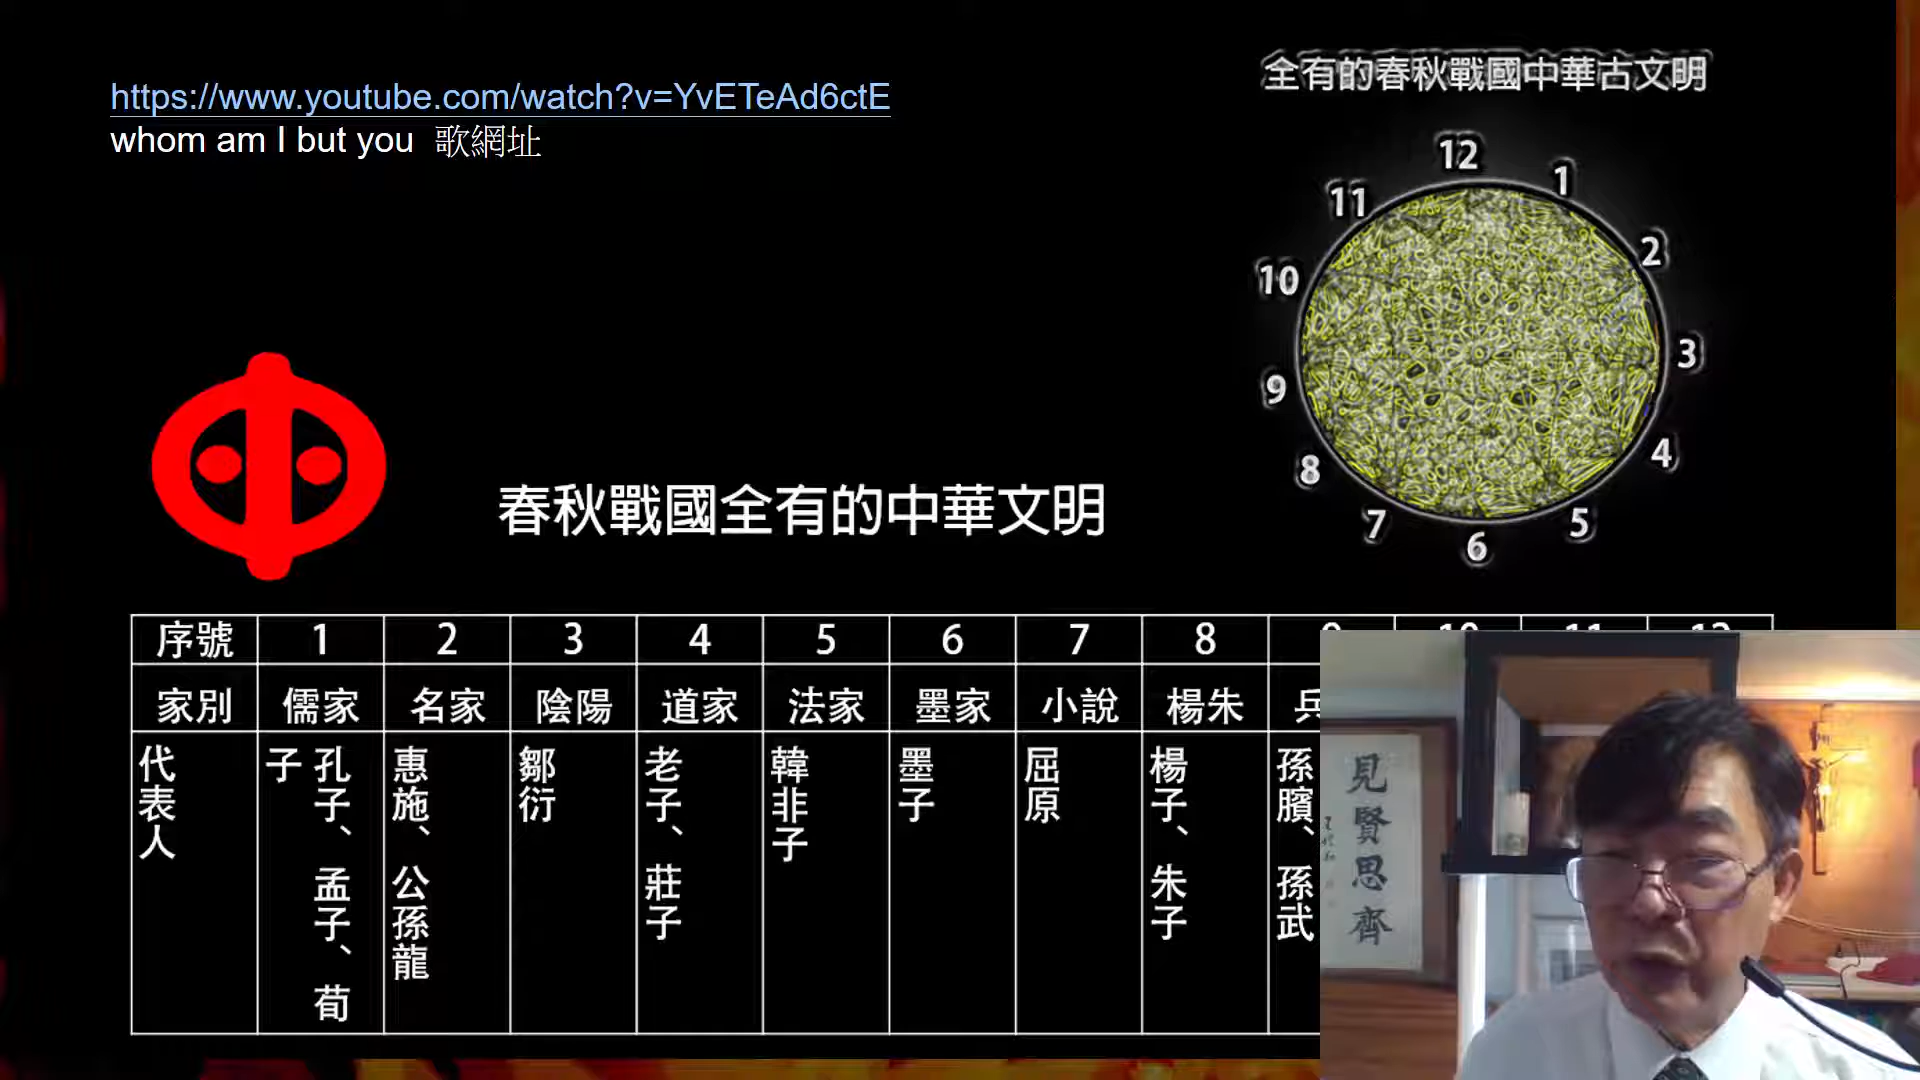 https://www.youtube.com/watch?v=YvETeAd6ctE
whom am I but you 歌網址
全有的春秋戰國中華古文明
12
1
2
3
4
5
6
7
8
9
10
11
春秋戰國全有的中華文明
序號 1 2 3 4 5 6 7 8 9 10 11 12
家別 儒家 名家 陰陽 道家 法家 墨家 小說 楊朱 兵
代表人
孔子、孟子、荀子
惠施、公孫龍
鄒衍
老子、莊子
韓非子
墨子
屈原
楊子、朱子
孫臏、孫武
見賢思齊